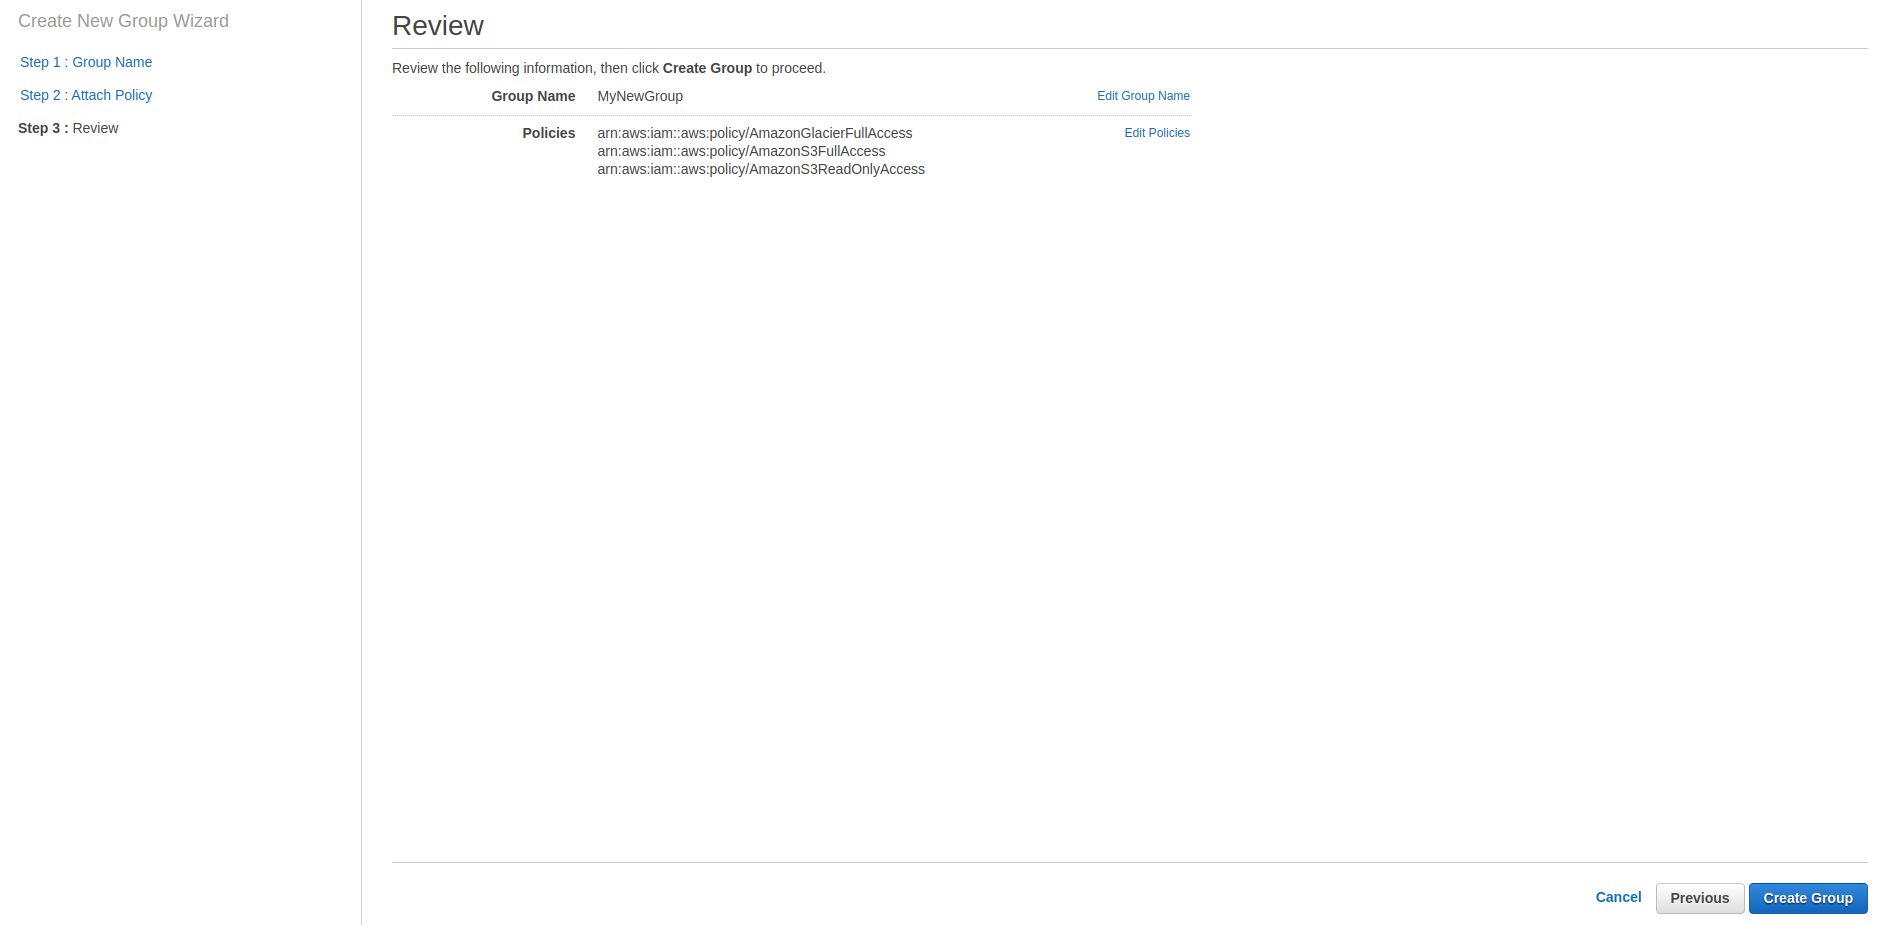 Create New Group Wizard
Step 1 : Group Name
Step 2 : Attach Policy
Step 3 : Review
Review
Review the following information, then click Create Group to proceed.
Group Name MyNewGroup Edit Group Name
Policies arn:aws:iam::aws:policy/AmazonGlacierFullAccess Edit Policies
arn:aws:iam::aws:policy/AmazonS3FullAccess
arn:aws:iam::aws:policy/AmazonS3ReadOnlyAccess
Cancel Previous Create Group